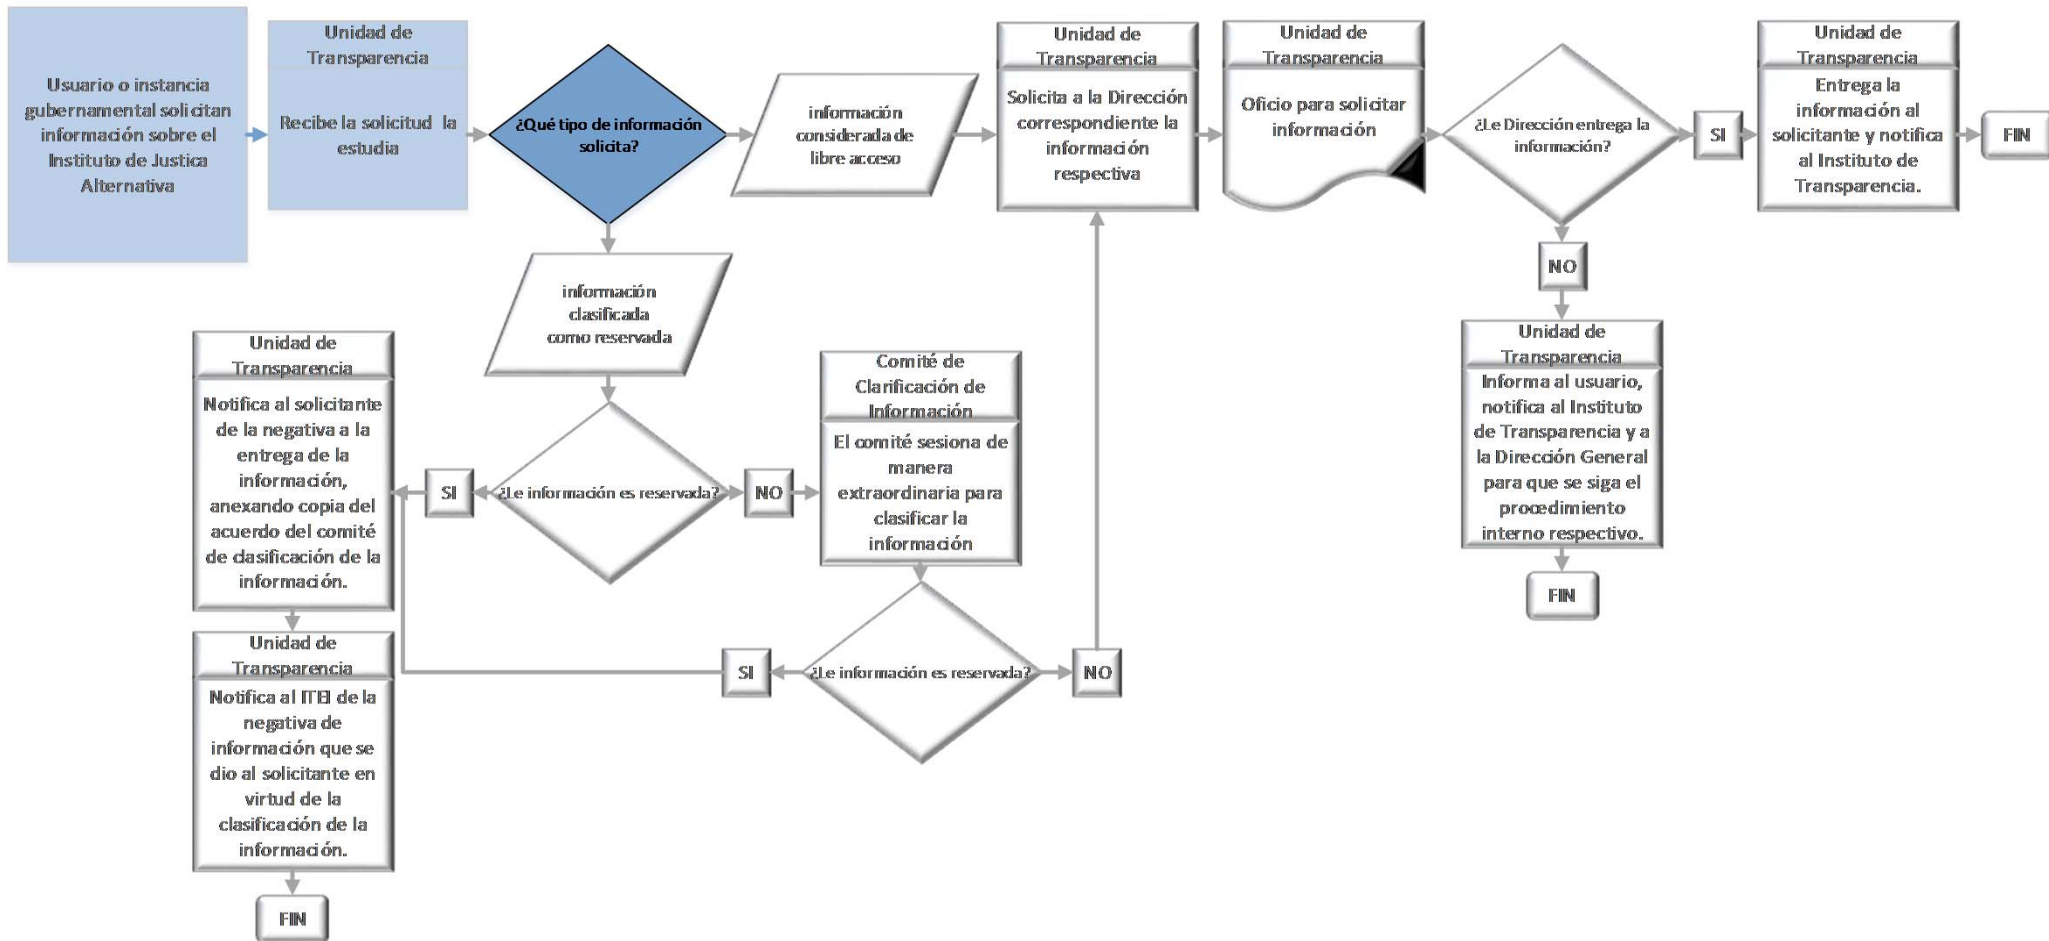 Usuario o instancia
gubernamental solicitan
información sobre el
Instituto de Justica
Alternativa
Unidad de
Transparencia
Recibe la solicitud la
estudia
¿Qué tipo de información
solicita?
información
considerada de
libre acceso
Unidad de
Transparencia
Solicita a la Dirección
correspondiente la
información
respectiva
Unidad de
Transparencia
Oficio para solicitar
información
¿Le Dirección entrega la
información?
SI
Unidad de
Transparencia
Entrega la
información al
solicitante y notifica
al Instituto de
Transparencia.
FIN
NO
Unidad de
Transparencia
Informa al usuario,
notifica al Instituto
de Transparencia y a
la Dirección General
para que se siga el
procedimiento
interno respectivo.
FIN
información
clasificada
como reservada
¿Le información es reservada?
SI
NO
Unidad de
Transparencia
Notifica al solicitante
de la negativa a la
entrega de la
información,
anexando copia del
acuerdo del comité
de clasificación de la
información.
Comité de
Clarificación de
Información
El comité sesiona de
manera
extraordinaria para
clasificar la
información
¿Le información es reservada?
SI
NO
Unidad de
Transparencia
Notifica al ITEI de la
negativa de
información que se
dio al solicitante en
virtud de la
clasificación de la
información.
FIN